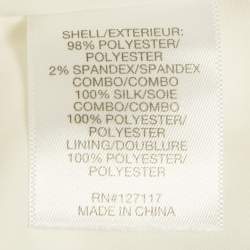 SHELL/EXTERIEUR:
98% POLYESTER/
POLYESTER
2% SPANDEX/SPANDEX
COMBO/COMBO
100% SILK/SOIE
COMBO/COMBO
100% POLYESTER/
POLYESTER
LINING/DOUBLURE
100% POLYESTER/
POLYESTER
RN#127117
MADE IN CHINA